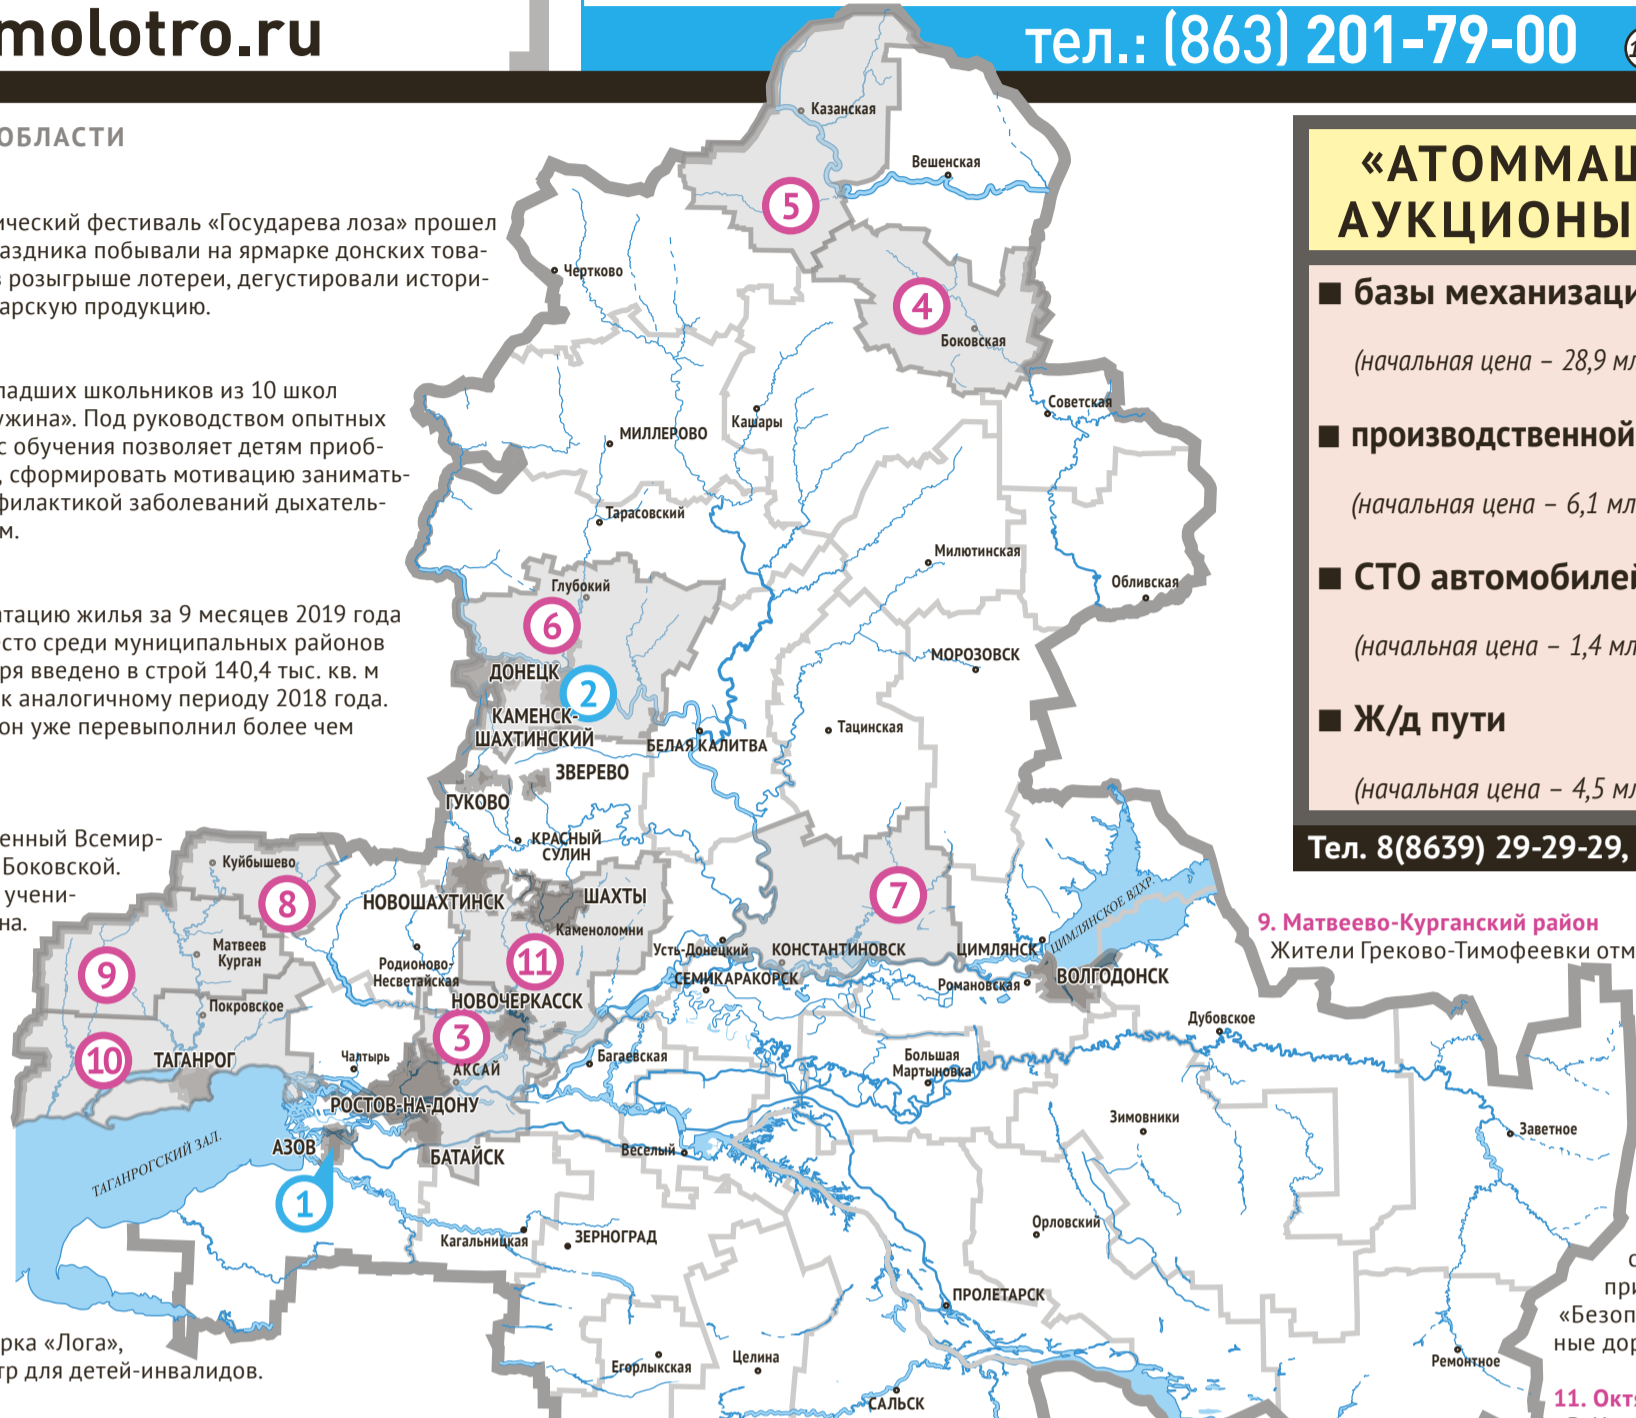 molotro.ru
тел.: (863) 201-79-00
ОБЛАСТИ
ический фестиваль «Государева лоза» прошел
аздника побывали на ярмарке донских това-
в розыгрыше лотереи, дегустировали истори-
арскую продукцию.
ладших школьников из 10 школ
ужина». Под руководством опытных
с обучения позволяет детям приоб-
, сформировать мотивацию занимать-
филактикой заболеваний дыхатель-
м.
атацию жилья за 9 месяцев 2019 года
есто среди муниципальных районов
ря введено в строй 140,4 тыс. кв. м
к аналогичному периоду 2018 года.
он уже перевыполнил более чем
енный Всемир-
Боковской.
учени-
на.
рка «Лога»,
тр для детей-инвалидов.
Казанская
Вешенская
5
Чертково
4
Боковская
Советская
Кашары
МИЛЛЕРОВО
Тарасовский
Милютинская
Обливская
Глубокий
6
ДОНЕЦК
2
МОРОЗОВСК
КАМЕНСК-
ШАХТИНСКИЙ
БЕЛАЯ КАЛИТВА
Тацинская
ЗВЕРЕВО
ГУКОВО
КРАСНЫЙ
СУЛИН
Куйбышево
8
НОВОШАХТИНСК
ШАХТЫ
7
Каменоломни
Матвеев
Курган
9
Родионово-
Несветайская
11
Усть-Донецкий
КОНСТАНТИНОВСК
ЦИМЛЯНСК
ЦИМЛЯНСКОЕ ВДХР.
СЕМИКАРАКОРСК
Романовская
ВОЛГОДОНСК
Покровское
НОВОЧЕРКАССК
3
Дубовское
10
ТАГАНРОГ
Чалтырь
АКСАЙ
Багаевская
Большая
Мартыновка
РОСТОВ-НА-ДОНУ
Зимовники
Заветное
ТАГАНРОГСКИЙ ЗАЛ.
АЗОВ
БАТАЙСК
Веселый
1
Кагальницкая
ЗЕРНОГРАД
Орловский
ПРОЛЕТАРСК
Егорлыкская
Целина
Ремонтное
САЛЬСК
«АТОММАШ
АУКЦИОНЫ
■ базы механизаци
(начальная цена – 28,9 мл
■ производственной
(начальная цена – 6,1 мл
■ СТО автомобилей
(начальная цена – 1,4 мл
■ Ж/д пути
(начальная цена – 4,5 мл
Тел. 8(8639) 29-29-29,
9. Матвеево-Курганский район
Жители Греково-Тимофеевки отм
при
«Безоп
ные дор
11. Окт